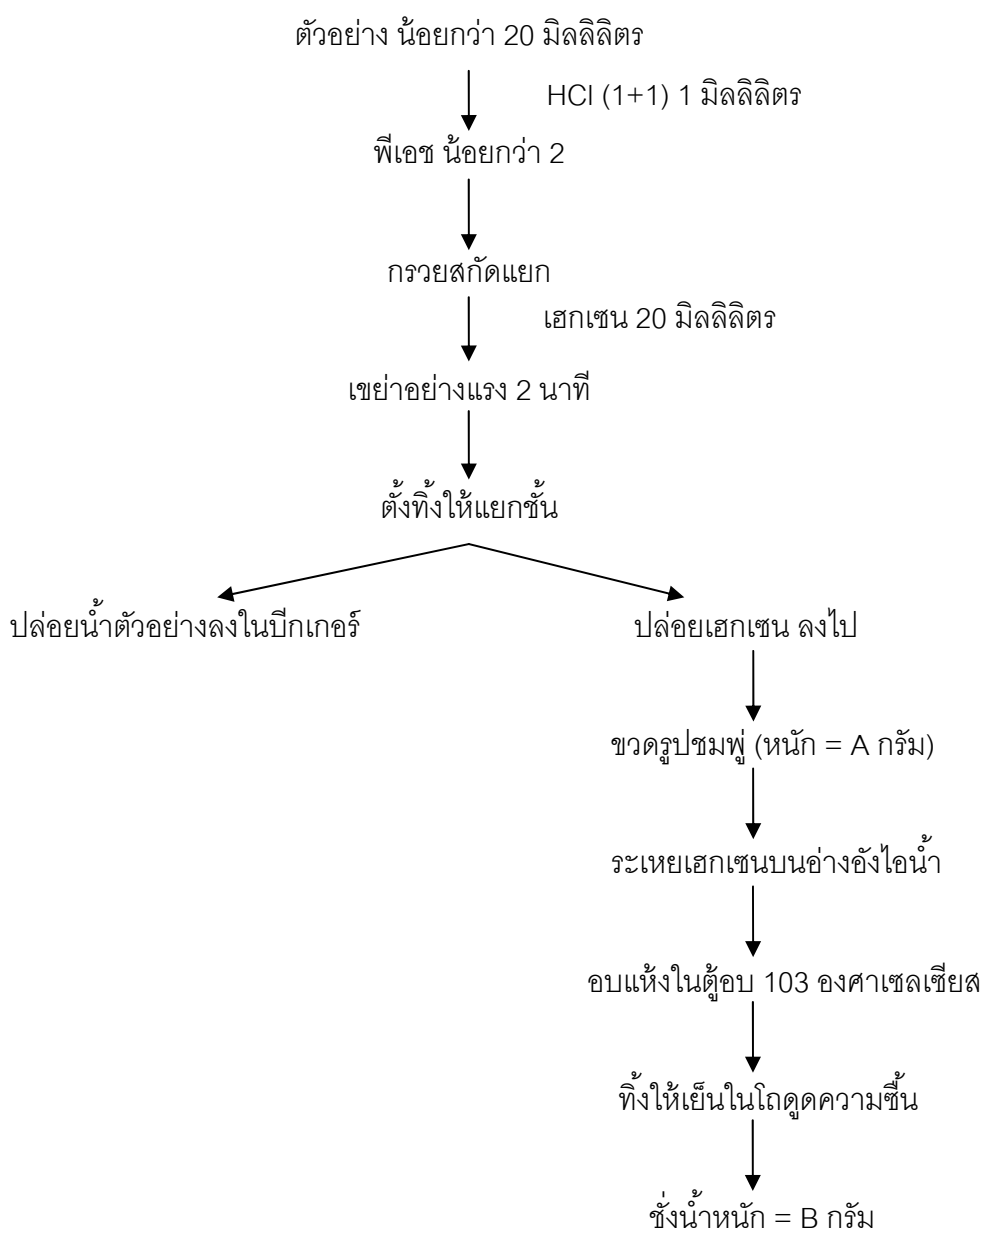 ตัวอย่าง น้อยกว่า 20 มิลลิลิตร
HCl (1+1) 1 มิลลิลิตร
พีเอช น้อยกว่า 2
กรวยสกัดแยก
เฮกเซน 20 มิลลิลิตร
เขย่าอย่างแรง 2 นาที
ตั้งทิ้งให้แยกชั้น
ปล่อยน้ำตัวอย่างลงในบีกเกอร์
ปล่อยเฮกเซน ลงไป
ขวดรูปชมพู่ (หนัก = A กรัม)
ระเหยเฮกเซนบนอ่างอังไอน้ำ
อบแห้งในตู้อบ 103 องศาเซลเซียส
ทิ้งให้เย็นในโถดูดความชื้น
ชั่งน้ำหนัก = B กรัม